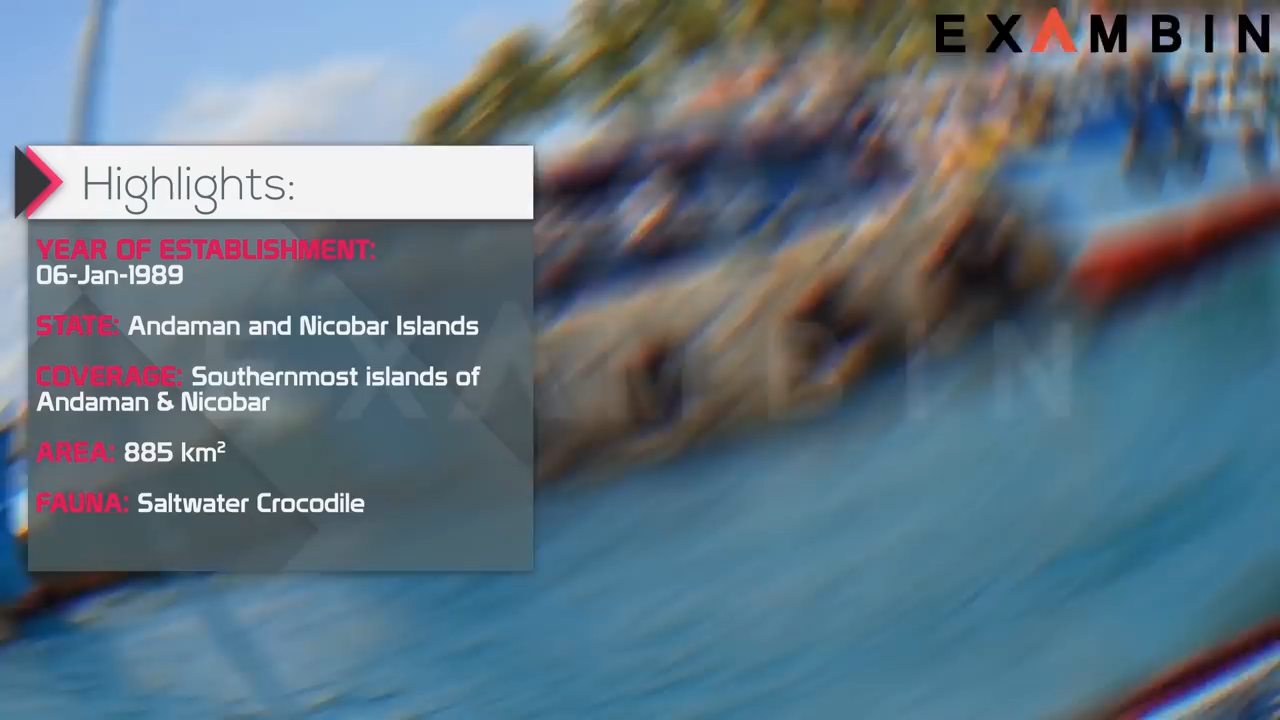 EXAMBIN
Highlights:
YEAR OF ESTABLISHMENT:
06-Jan-1989
STATE: Andaman and Nicobar Islands
COVERAGE: Southernmost islands of
Andaman & Nicobar
AREA: 885 km²
FAUNA: Saltwater Crocodile
EXAMBIN